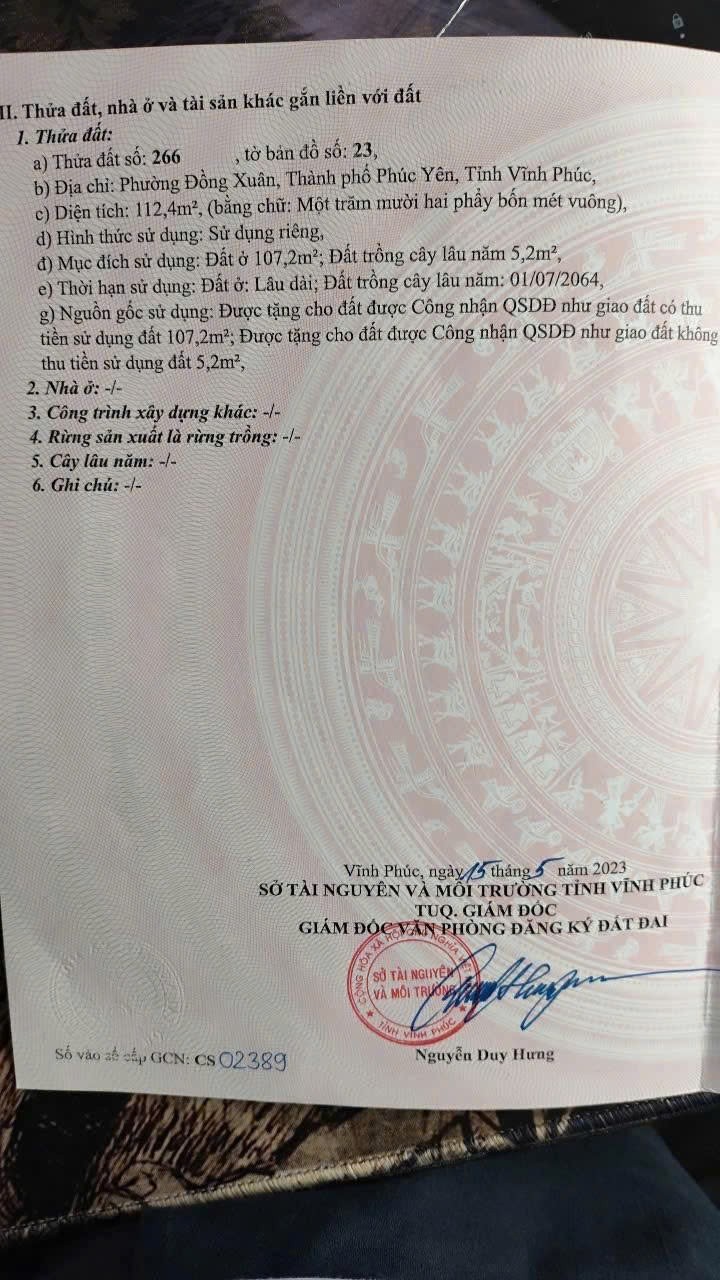 II. Thửa đất, nhà ở và tài sản khác gắn liền với đất
1. Thửa đất:
a) Thửa đất số: 266 , tờ bản đồ số: 23,
b) Địa chỉ: Phường Đồng Xuân, Thành phố Phúc Yên, Tỉnh Vĩnh Phúc,
c) Diện tích: 112,4m², (bằng chữ: Một trăm mười hai phẩy bốn mét vuông),
d) Hình thức sử dụng: Sử dụng riêng,
đ) Mục đích sử dụng: Đất ở 107,2m²; Đất trồng cây lâu năm 5,2m²,
e) Thời hạn sử dụng: Đất ở: Lâu dài; Đất trồng cây lâu năm: 01/07/2064,
g) Nguồn gốc sử dụng: Được tặng cho đất được Công nhận QSDĐ như giao đất có thu
tiền sử dụng đất 107,2m²; Được tặng cho đất được Công nhận QSDĐ như giao đất không
thu tiền sử dụng đất 5,2m²,
2. Nhà ở: -/-
3. Công trình xây dựng khác: -/-
4. Rừng sản xuất là rừng trồng: -/-
5. Cây lâu năm: -/-
6. Ghi chú: -/-
Vĩnh Phúc, ngày 15 tháng 5 năm 2023
SỞ TÀI NGUYÊN VÀ MÔI TRƯỜNG TỈNH VĨNH PHÚC
TUQ. GIÁM ĐỐC
GIÁM ĐỐC VĂN PHÒNG ĐĂNG KÝ ĐẤT ĐAI
CỘNG HÒA XÃ HỘI CHỦ NGHĨA VIỆT
SỞ TÀI NGUYÊN
VÀ MÔI TRƯỜNG
TỈNH VĨNH PHÚC
Nguyễn Duy Hưng
Số vào sổ cấp GCN: CS 02389